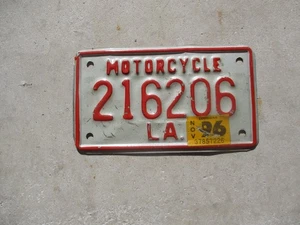 MOTORCYCLE
216206
LA.
NOV 96